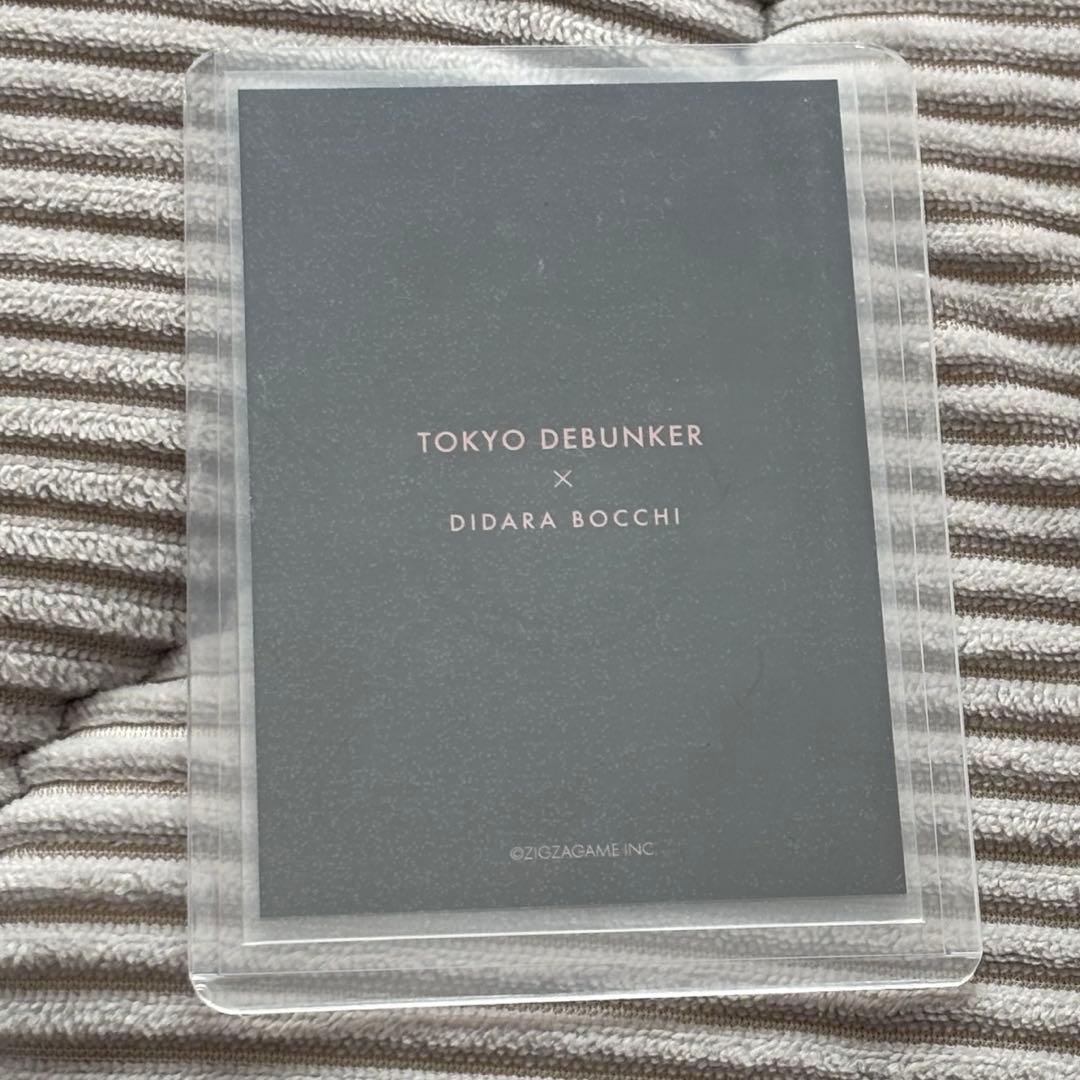 TOKYO DEBUNKER
×
DIDARA BOCCHI
©ZIGZAGAME INC.